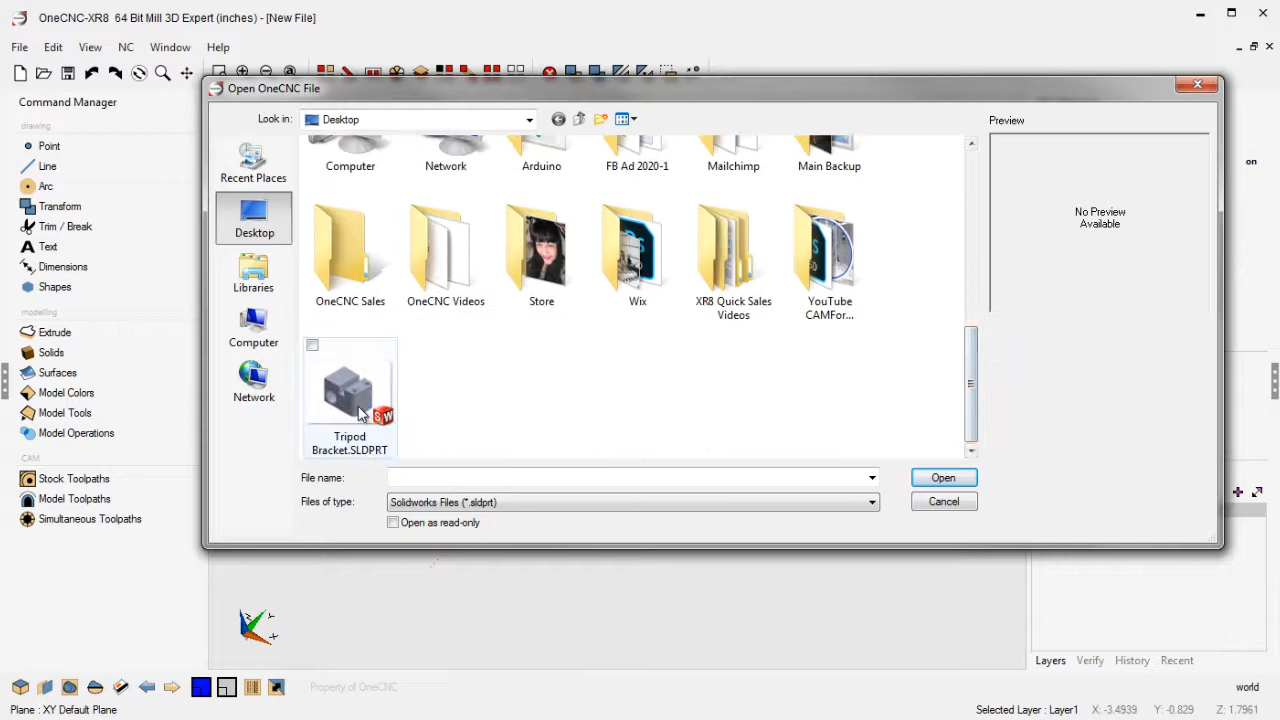 OneCNC-XR8 64 Bit Mill 3D Expert (inches) - [New File]
File Edit View NC Window Help
Command Manager
drawing
Point
Line
Arc
Transform
Trim / Break
Text
Dimensions
Shapes
modelling
Extrude
Solids
Surfaces
Model Colors
Model Tools
Model Operations
CAM
Stock Toolpaths
Model Toolpaths
Simultaneous Toolpaths
Open OneCNC File
Look in: Desktop
Recent Places
Desktop
Libraries
Computer
Network
Computer Network Arduino FB Ad 2020-1 Mailchimp Main Backup
OneCNC Sales OneCNC Videos Store Wix XR8 Quick Sales YouTube
Videos CAMFor...
SW
Tripod
Bracket.SLDPRT
File name: Open
Files of type: Solidworks Files (*.sldprt) Cancel
Open as read-only
Preview
No Preview
Available
on
Layers Verify History Recent
Property of OneCNC
world
Plane : XY Default Plane
Selected Layer : Layer1 X: -3.4939 Y: -0.829 Z: 1.7961